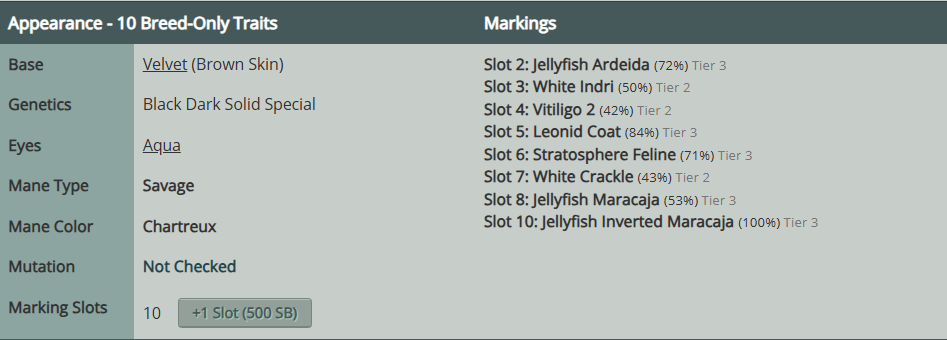 Appearance - 10 Breed-Only Traits
Base Velvet (Brown Skin)
Genetics Black Dark Solid Special
Eyes Aqua
Mane Type Savage
Mane Color Chartreux
Mutation Not Checked
Marking Slots 10 +1 Slot (500 SB)
Markings
Slot 2: Jellyfish Ardeida (72%) Tier 3
Slot 3: White Indri (50%) Tier 2
Slot 4: Vitiligo 2 (42%) Tier 2
Slot 5: Leonid Coat (84%) Tier 3
Slot 6: Stratosphere Feline (71%) Tier 3
Slot 7: White Crackle (43%) Tier 2
Slot 8: Jellyfish Maracaja (53%) Tier 3
Slot 10: Jellyfish Inverted Maracaja (100%) Tier 3